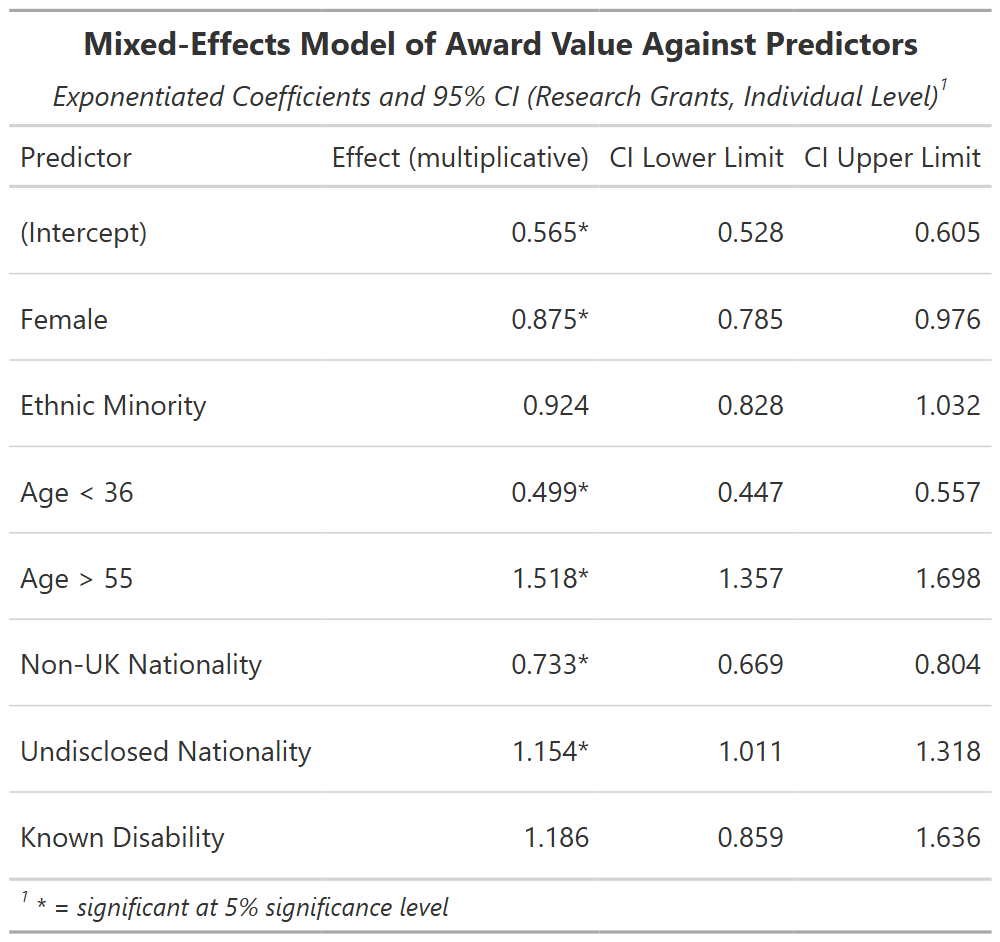 Mixed-Effects Model of Award Value Against Predictors
Exponentiated Coefficients and 95% CI (Research Grants, Individual Level)1
Predictor Effect (multiplicative) CI Lower Limit CI Upper Limit
(Intercept) 0.565* 0.528 0.605
Female 0.875* 0.785 0.976
Ethnic Minority 0.924 0.828 1.032
Age < 36 0.499* 0.447 0.557
Age > 55 1.518* 1.357 1.698
Non-UK Nationality 0.733* 0.669 0.804
Undisclosed Nationality 1.154* 1.011 1.318
Known Disability 1.186 0.859 1.636
1 * = significant at 5% significance level